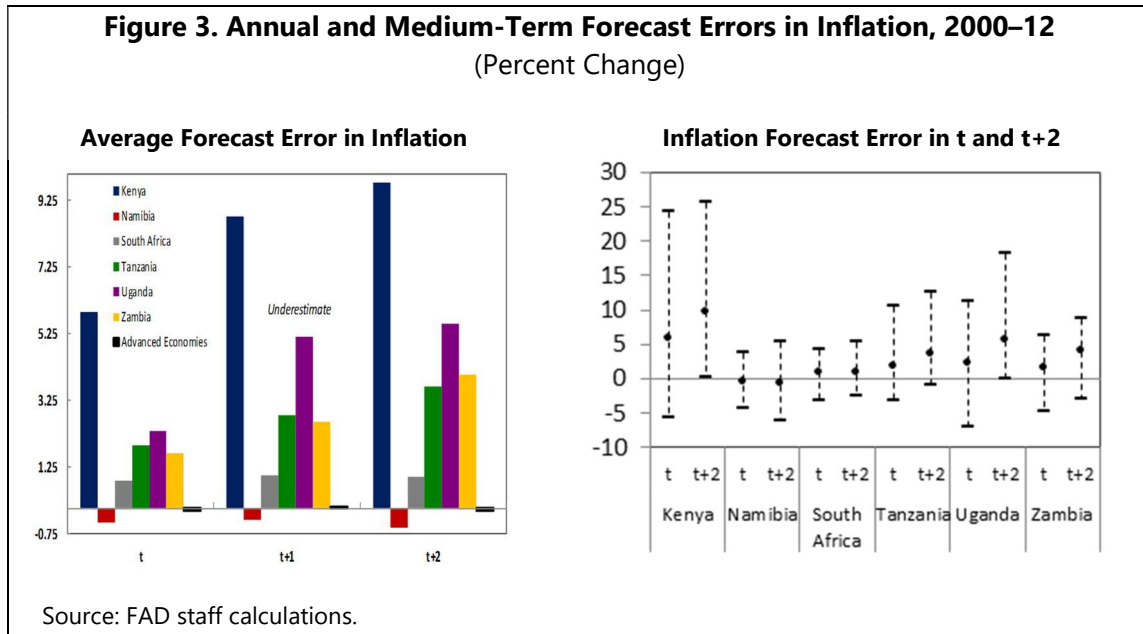 Figure 3. Annual and Medium-Term Forecast Errors in Inflation, 2000–12
(Percent Change)
Average Forecast Error in Inflation
9.25
7.25
5.25
3.25
1.25
-0.75
Kenya
Namibia
South Africa
Tanzania
Uganda
Zambia
Advanced Economies
Underestimate
t
t+1
t+2
Inflation Forecast Error in t and t+2
30
25
20
15
10
5
0
-5
-10
t t+2 t t+2 t t+2 t t+2 t t+2 t t+2
Kenya Namibia South Tanzania Uganda Zambia
Africa
Source: FAD staff calculations.